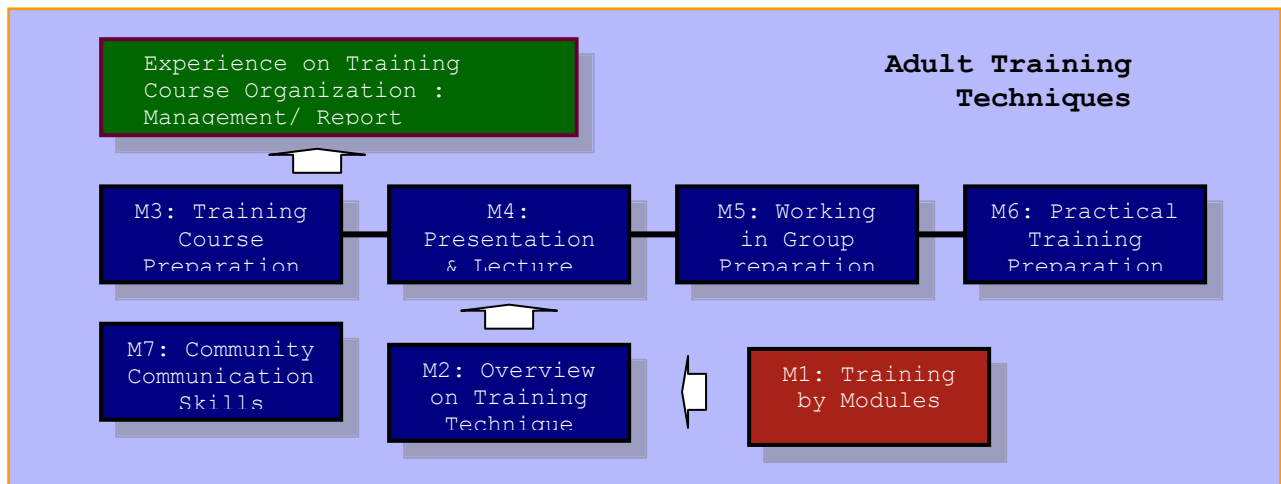 Adult Training
Techniques
Experience on Training
Course Organization :
Management/ Report
M3: Training
Course
Preparation
M4:
Presentation
& Lecture
M5: Working
in Group
Preparation
M6: Practical
Training
Preparation
M7: Community
Communication
Skills
M2: Overview
on Training
Technique
M1: Training
by Modules